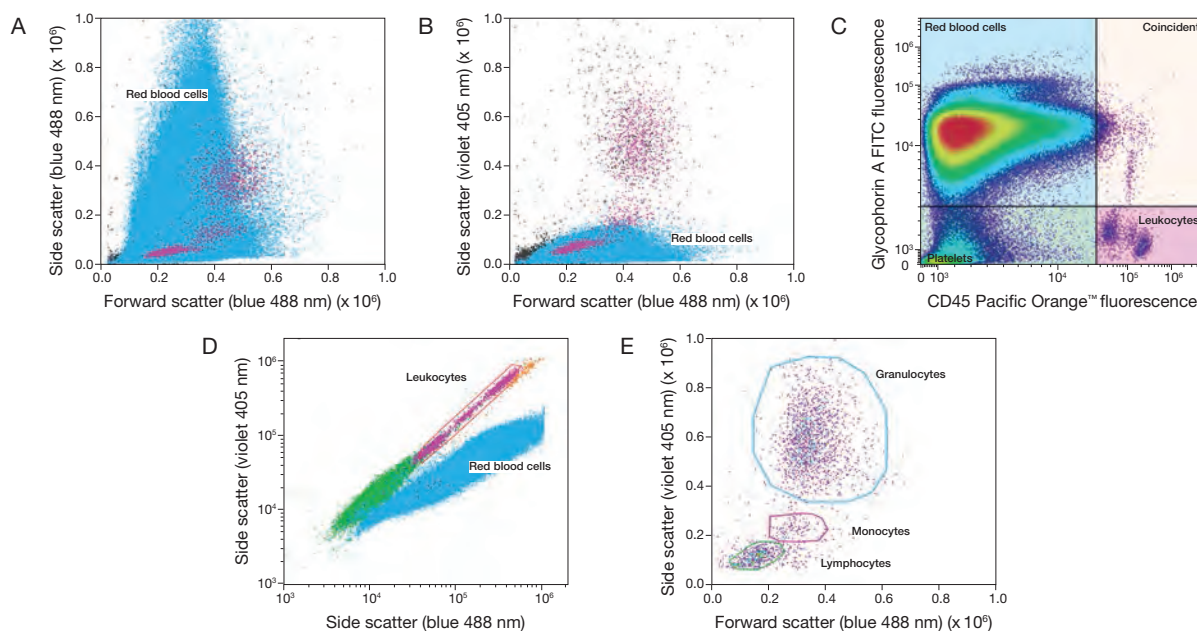 A
Side scatter (blue 488 nm) (x 10⁶)
1.0
0.8
0.6
0.4
0.2
0
Red blood cells
0.0
0.2
0.4
0.6
0.8
1.0
Forward scatter (blue 488 nm) (x 10⁶)
B
Side scatter (violet 405 nm) (x 10⁶)
1.0
0.8
0.6
0.4
0.2
0.0
Red blood cells
0.0
0.2
0.4
0.6
0.8
1.0
Forward scatter (blue 488 nm) (x 10⁶)
C
Glycophorin A FITC fluorescence
10⁶
10⁵
10⁴
10³
0
Red blood cells
Coincident
Leukocytes
Platelets
0
10³
10⁴
10⁵
10⁶
CD45 Pacific Orange™ fluorescence
D
Side scatter (violet 405 nm)
10⁶
10⁵
10⁴
10³
Leukocytes
Red blood cells
10³
10⁴
10⁵
10⁶
Side scatter (blue 488 nm)
E
Side scatter (violet 405 nm) (x 10⁶)
1.0
0.8
0.6
0.4
0.2
0.0
Granulocytes
Monocytes
Lymphocytes
0.0
0.2
0.4
0.6
0.8
1.0
Forward scatter (blue 488 nm) (x 10⁶)